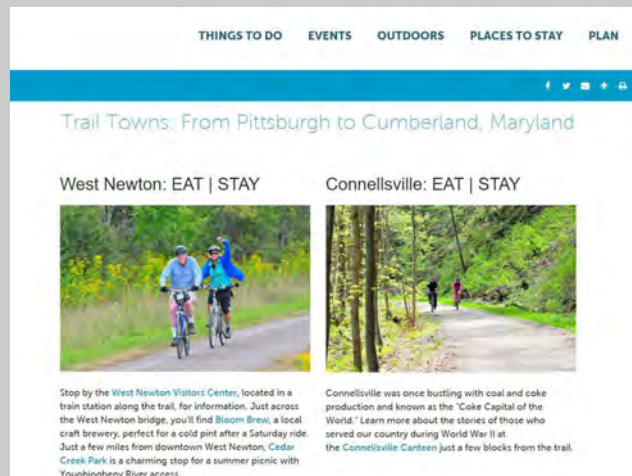 THINGS TO DO EVENTS OUTDOORS PLACES TO STAY PLAN
Trail Towns: From Pittsburgh to Cumberland, Maryland
West Newton: EAT | STAY
Stop by the West Newton Visitors Center, located in a
train station along the trail, for information. Just across
the West Newton bridge, you'll find Bloom Brew, a local
craft brewery, perfect for a cold pint after a Saturday ride.
Just a few miles from downtown West Newton, Cedar
Creek Park is a charming stop for a summer picnic with
Youghiogheny River access.
Connellsville: EAT | STAY
Connellsville was once bustling with coal and coke
production and known as the "Coke Capital of the
World." Learn more about the stories of those who
served our country during World War II at
the Connellsville Canteen just a few blocks from the trail.